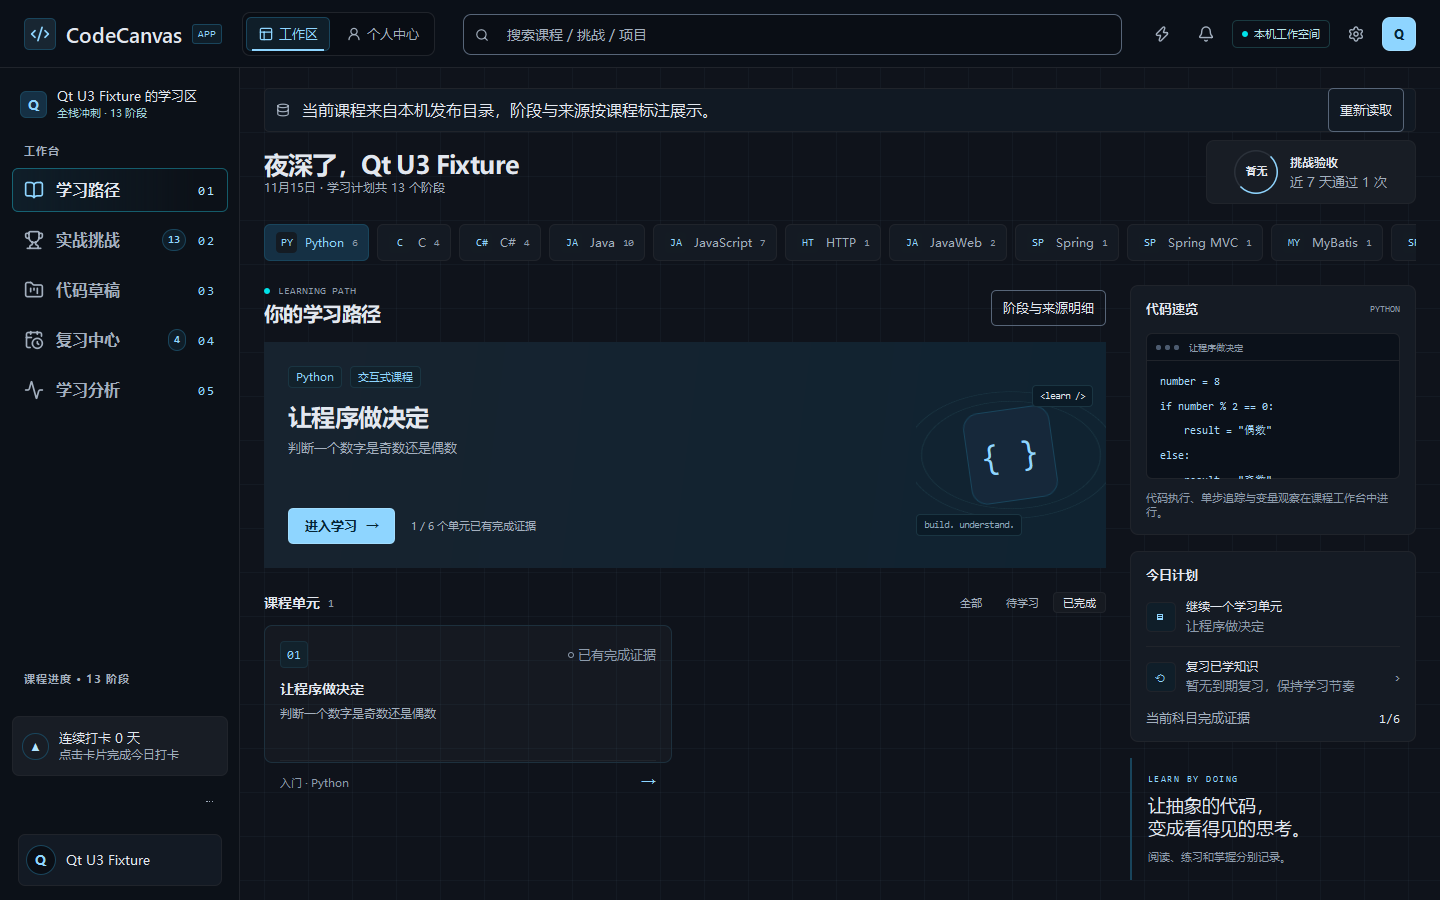 CodeCanvas APP
工作区
个人中心
搜索课程 / 挑战 / 项目
本机工作空间
Q
Q
Qt U3 Fixture 的学习区
全栈冲刺 · 13 阶段
工作台
学习路径 01
实战挑战 13 02
代码草稿 03
复习中心 4 04
学习分析 05
课程进度 • 13 阶段
连续打卡 0 天
点击卡片完成今日打卡
...
Q
Qt U3 Fixture
当前课程来自本机发布目录，阶段与来源按课程标注展示。
重新读取
夜深了，Qt U3 Fixture
11月15日 · 学习计划共 13 个阶段
暂无
挑战验收
近 7 天通过 1 次
PY Python 6
C C 4
C# C# 4
JA Java 10
JA JavaScript 7
HT HTTP 1
JA JavaWeb 2
SP Spring 1
SP Spring MVC 1
MY MyBatis 1
LEARNING PATH
你的学习路径
阶段与来源明细
Python
交互式课程
让程序做决定
判断一个数字是奇数还是偶数
进入学习 →
1 / 6 个单元已有完成证据
<learn />
{ }
build. understand.
课程单元 1
全部
待学习
已完成
01
已有完成证据
让程序做决定
判断一个数字是奇数还是偶数
入门 · Python →
代码速览
PYTHON
让程序做决定
number = 8
if number % 2 == 0:
result = "偶数"
else:
代码执行、单步追踪与变量观察在课程工作台中进
行。
今日计划
继续一个学习单元
让程序做决定
复习已学知识
暂无到期复习，保持学习节奏
当前科目完成证据 1/6
LEARN BY DOING
让抽象的代码，
变成看得见的思考。
阅读、练习和掌握分别记录。